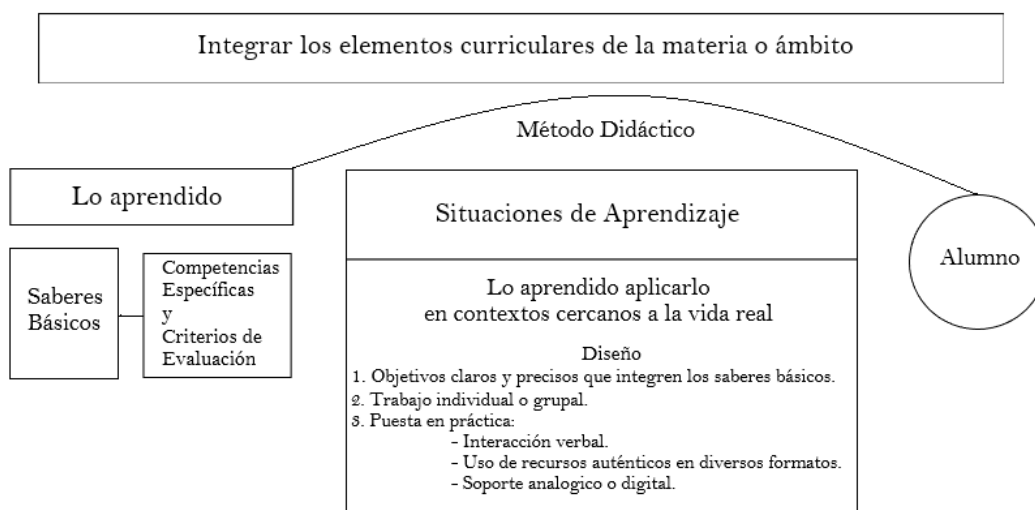 Integrar los elementos curriculares de la materia o ámbito
Método Didáctico
Lo aprendido
Saberes
Básicos
Competencias
Específicas
y
Criterios de
Evaluación
Situaciones de Aprendizaje
Lo aprendido aplicarlo
en contextos cercanos a la vida real
Diseño
1. Objetivos claros y precisos que integren los saberes básicos.
2. Trabajo individual o grupal.
3. Puesta en práctica:
- Interacción verbal.
- Uso de recursos auténticos en diversos formatos.
- Soporte analogico o digital.
Alumno